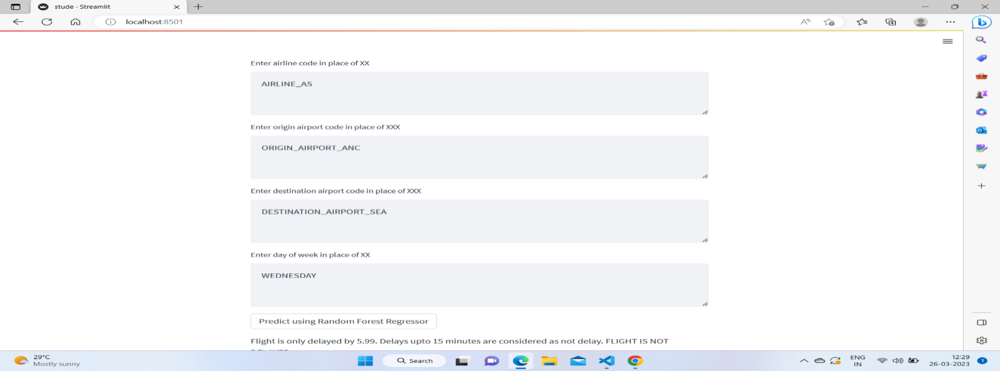 stude · Streamlit
localhost:8501
Enter airline code in place of XX
AIRLINE_AS
Enter origin airport code in place of XXX
ORIGIN_AIRPORT_ANC
Enter destination airport code in place of XXX
DESTINATION_AIRPORT_SEA
Enter day of week in place of XX
WEDNESDAY
Predict using Random Forest Regressor
Flight is only delayed by 5.99. Delays upto 15 minutes are considered as not delay. FLIGHT IS NOT
29°C
Mostly sunny
Search
ENG
IN
12:29
26-03-2023
1